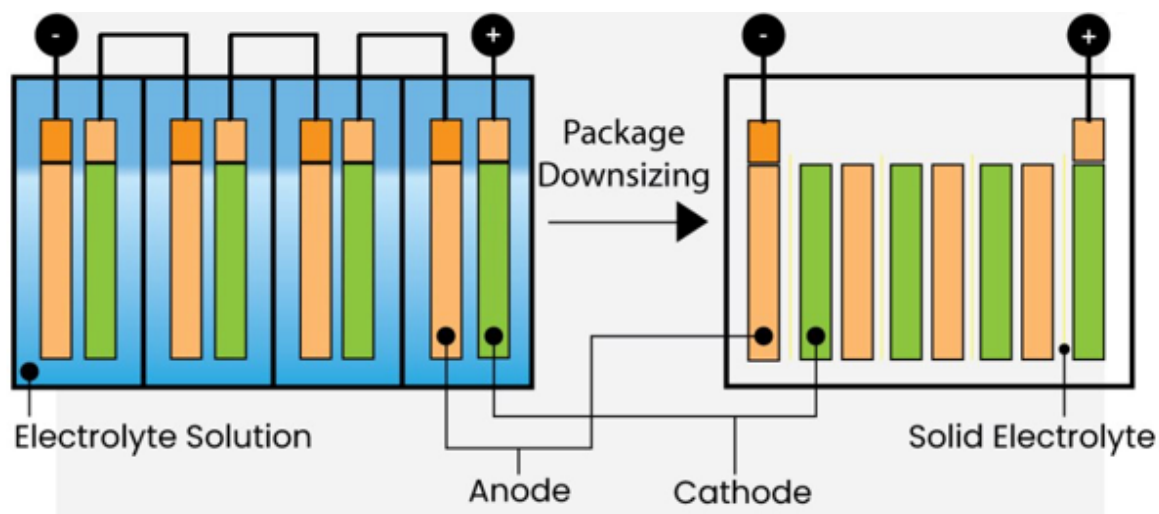 - + - +
Package
Downsizing
Electrolyte Solution
Solid Electrolyte
Anode
Cathode